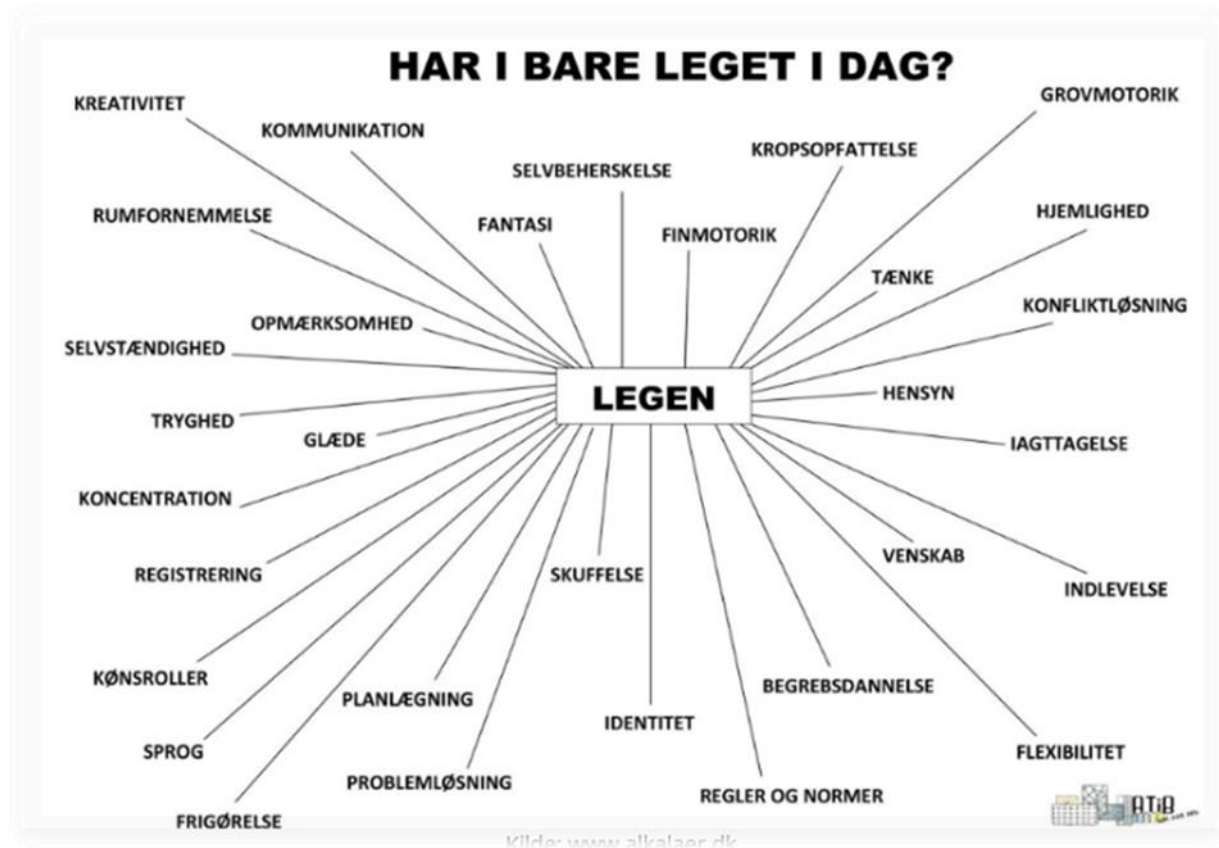 HAR I BARE LEGET I DAG?
KREATIVITET
GROVMOTORIK
KOMMUNIKATION
KROPSOPFATTELSE
SELVBEHERSKELSE
RUMFORNEMMELSE
HJEMLIGHED
FANTASI
FINMOTORIK
TÆNKE
KONFLIKTLØSNING
OPMÆRKSOMHED
SELVSTÆNDIGHED
LEGEN
HENSYN
TRYGHED
GLÆDE
IAGTTAGELSE
KONCENTRATION
VENSKAB
REGISTRERING
SKUFFELSE
INDLEVELSE
KØNSROLLER
PLANLÆGNING
BEGREBSDANNELSE
IDENTITET
SPROG
FLEXIBILITET
PROBLEMLØSNING
REGLER OG NORMER
FRIGØRELSE
Kilde: www.alkalaer.dk